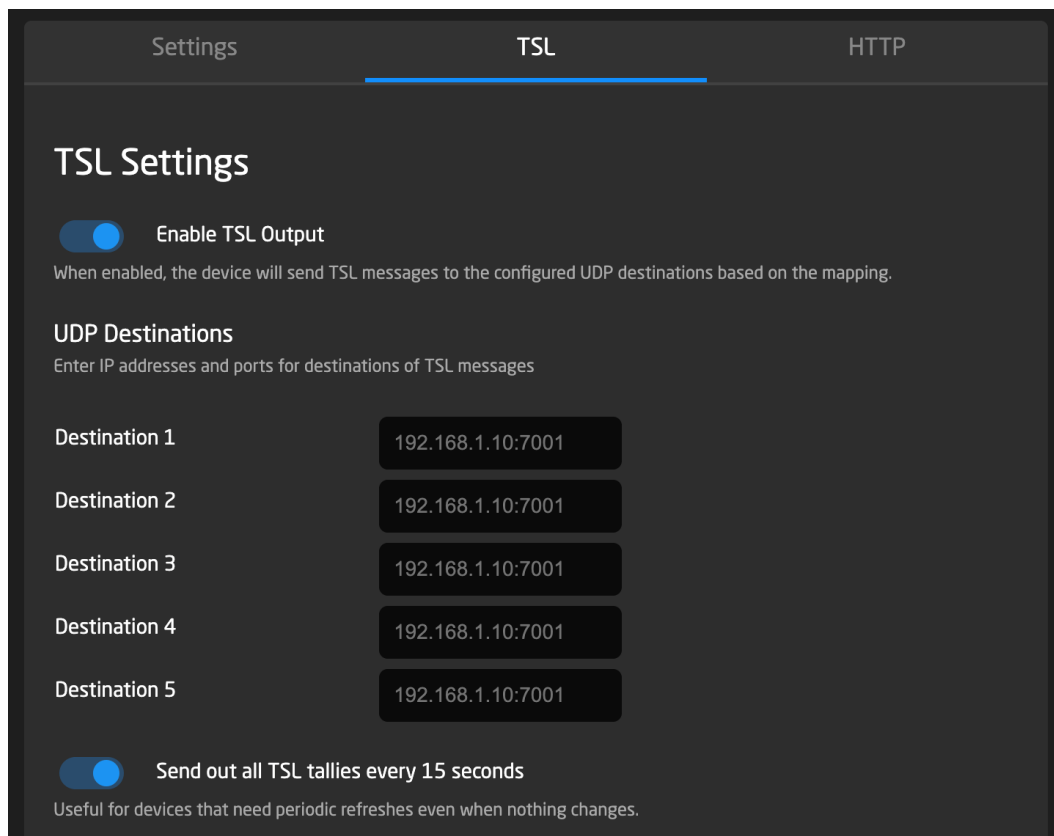 Settings
TSL
HTTP
TSL Settings
Enable TSL Output
When enabled, the device will send TSL messages to the configured UDP destinations based on the mapping.
UDP Destinations
Enter IP addresses and ports for destinations of TSL messages
Destination 1
192.168.1.10:7001
Destination 2
192.168.1.10:7001
Destination 3
192.168.1.10:7001
Destination 4
192.168.1.10:7001
Destination 5
192.168.1.10:7001
Send out all TSL tallies every 15 seconds
Useful for devices that need periodic refreshes even when nothing changes.